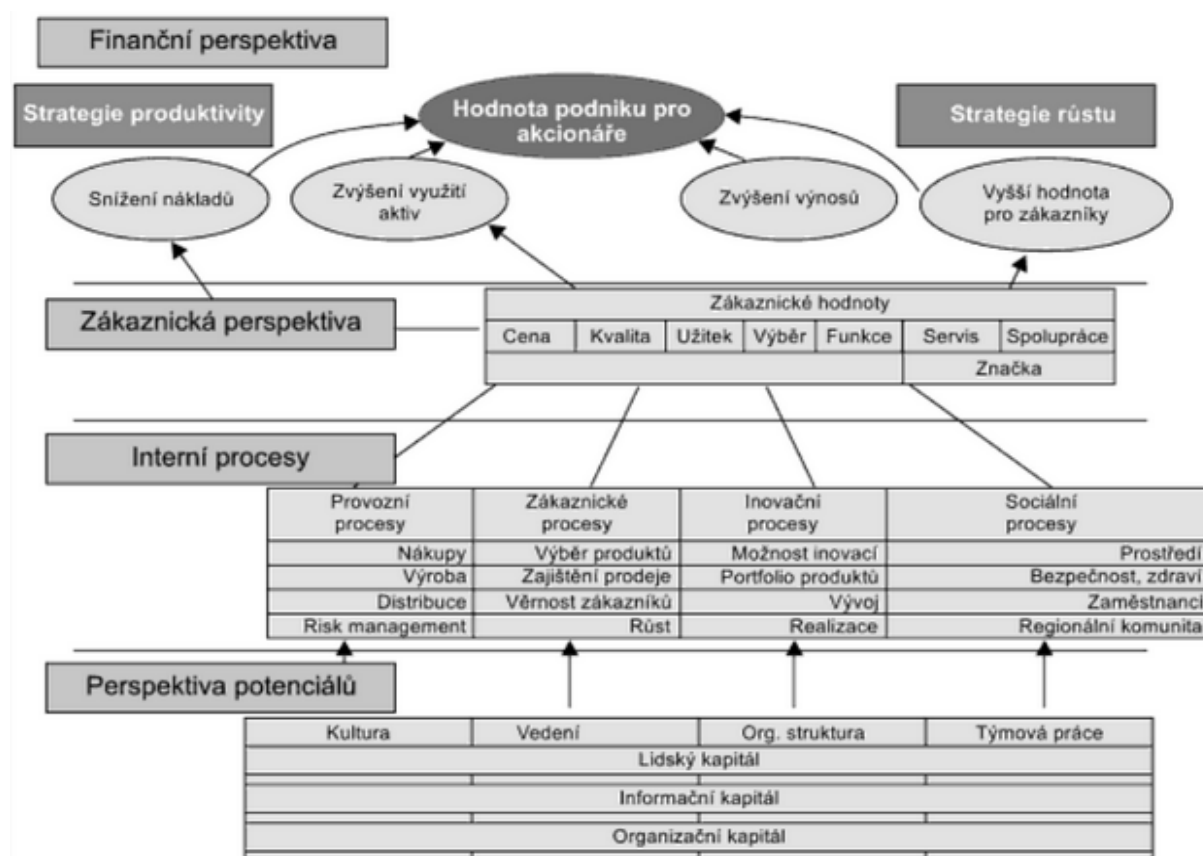 Finanční perspektiva
Strategie produktivity
Hodnota podniku pro
akcionáře
Strategie růstu
Snížení nákladů
Zvýšení využití
aktiv
Zvýšení výnosů
Vyšší hodnota
pro zákazníky
Zákaznická perspektiva
Zákaznické hodnoty
Cena Kvalita Užitek Výběr Funkce Servis Spolupráce
Značka
Interní procesy
Provozní
procesy
Zákaznické
procesy
Inovační
procesy
Sociální
procesy
Nákupy Výběr produktů Možnost inovací Prostředí
Výroba Zajištění prodeje Portfolio produktů Bezpečnost, zdraví
Distribuce Věrnost zákazníků Vývoj Zaměstnanci
Risk management Růst Realizace Regionální komunita
Perspektiva potenciálů
Kultura Vedení Org. struktura Týmová práce
Lidský kapitál
Informační kapitál
Organizační kapitál